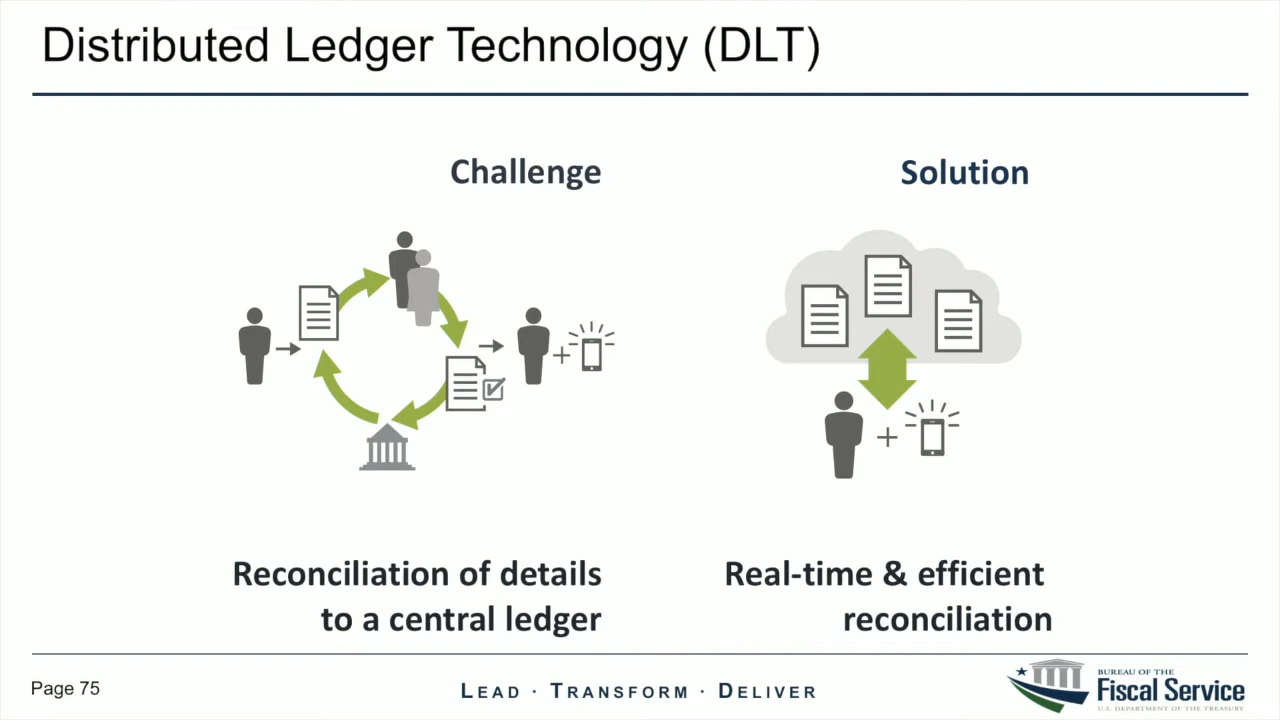 Distributed Ledger Technology (DLT)
Challenge
Solution
Reconciliation of details
to a central ledger
Real-time & efficient
reconciliation
Page 75
LEAD · TRANSFORM · DELIVER
BUREAU OF THE
Fiscal Service
U.S. DEPARTMENT OF THE TREASURY